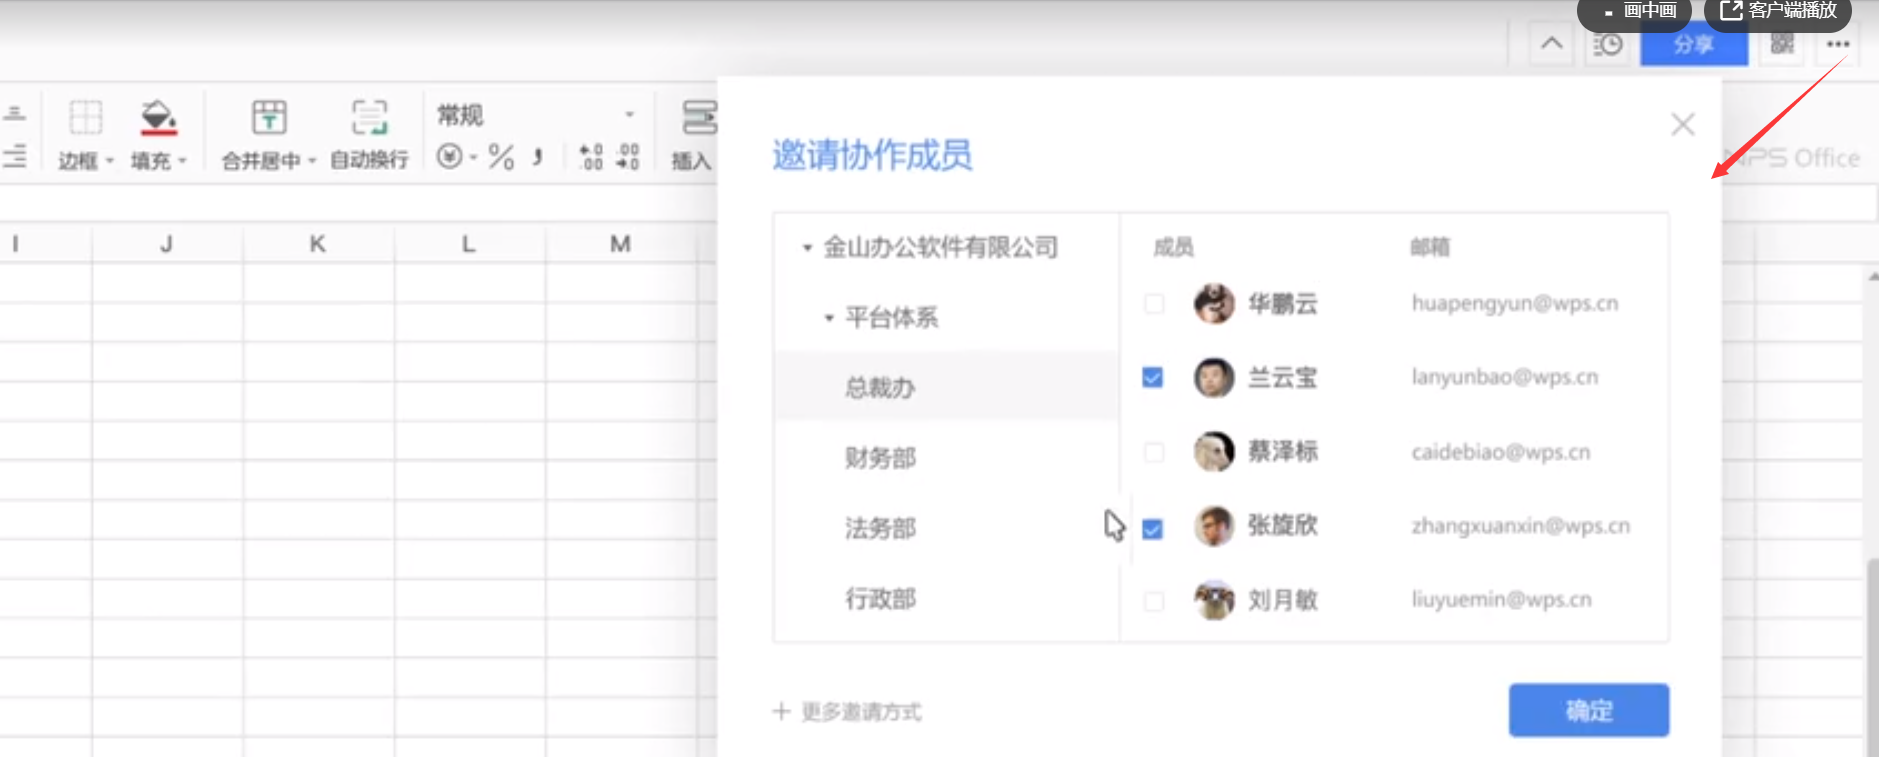 画中画 客户端播放
分享
常规
边框 填充 合并居中 自动换行 % 插入
WPS Office
I J K L M
邀请协作成员
金山办公软件有限公司
平台体系
总裁办
财务部
法务部
行政部
成员 邮箱
华鹏云 huapengyun@wps.cn
兰云宝 lanyunbao@wps.cn
蔡泽标 caidebiao@wps.cn
张旋欣 zhangxuanxin@wps.cn
刘月敏 liuyuemin@wps.cn
+ 更多邀请方式
确定